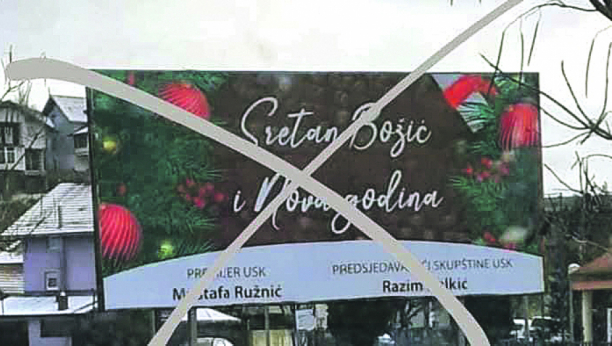 Sretan Božić
i Nova godina
PREMIJER USK
Mustafa Ružnić
PREDSJEDAVAJUĆI SKUPŠTINE USK
Razim